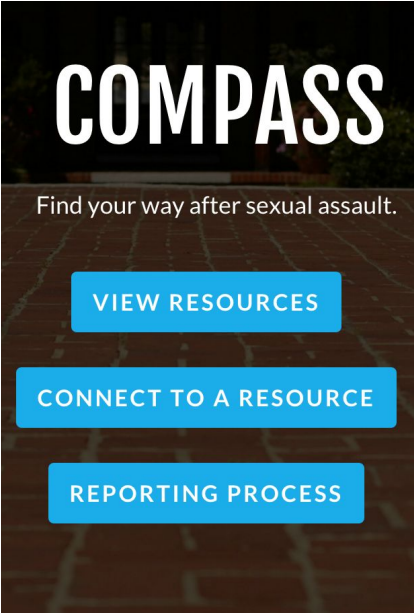 COMPASS
Find your way after sexual assault.
VIEW RESOURCES
CONNECT TO A RESOURCE
REPORTING PROCESS